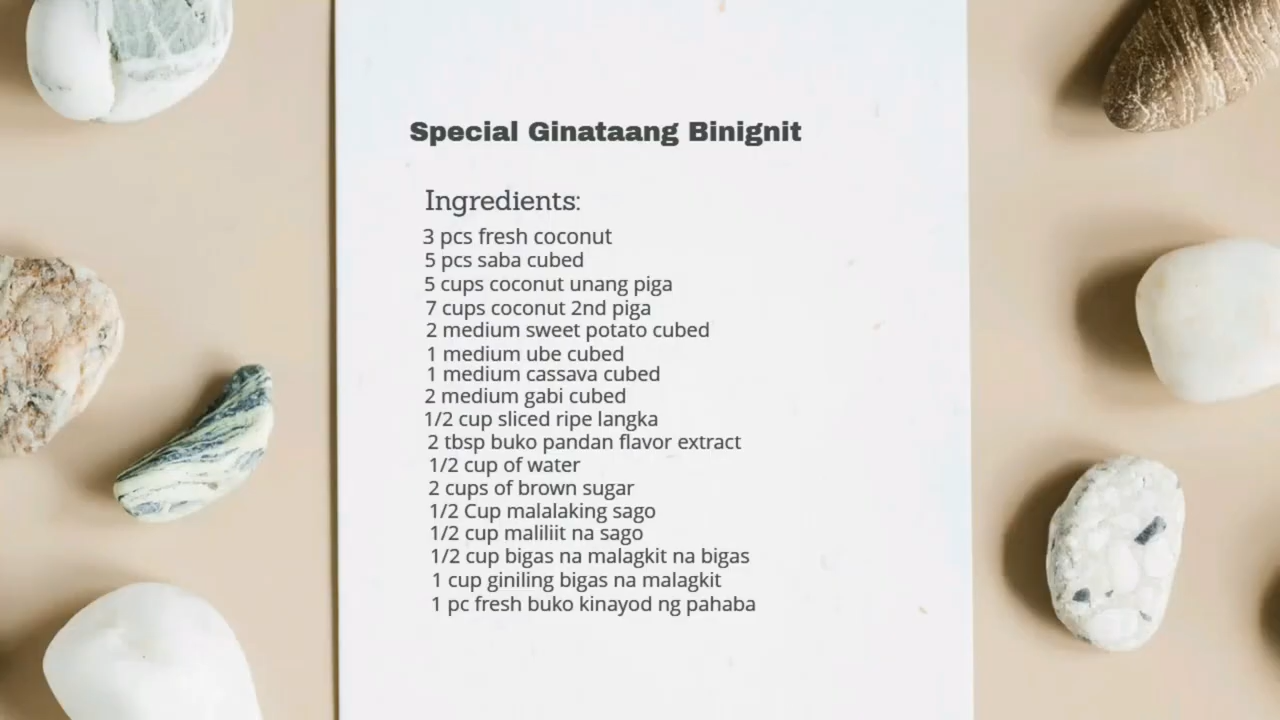 Special Ginataang Binignit
Ingredients:
3 pcs fresh coconut
5 pcs saba cubed
5 cups coconut unang piga
7 cups coconut 2nd piga
2 medium sweet potato cubed
1 medium ube cubed
1 medium cassava cubed
2 medium gabi cubed
1/2 cup sliced ripe langka
2 tbsp buko pandan flavor extract
1/2 cup of water
2 cups of brown sugar
1/2 Cup malalaking sago
1/2 cup maliliit na sago
1/2 cup bigas na malagkit na bigas
1 cup giniling bigas na malagkit
1 pc fresh buko kinayod ng pahaba